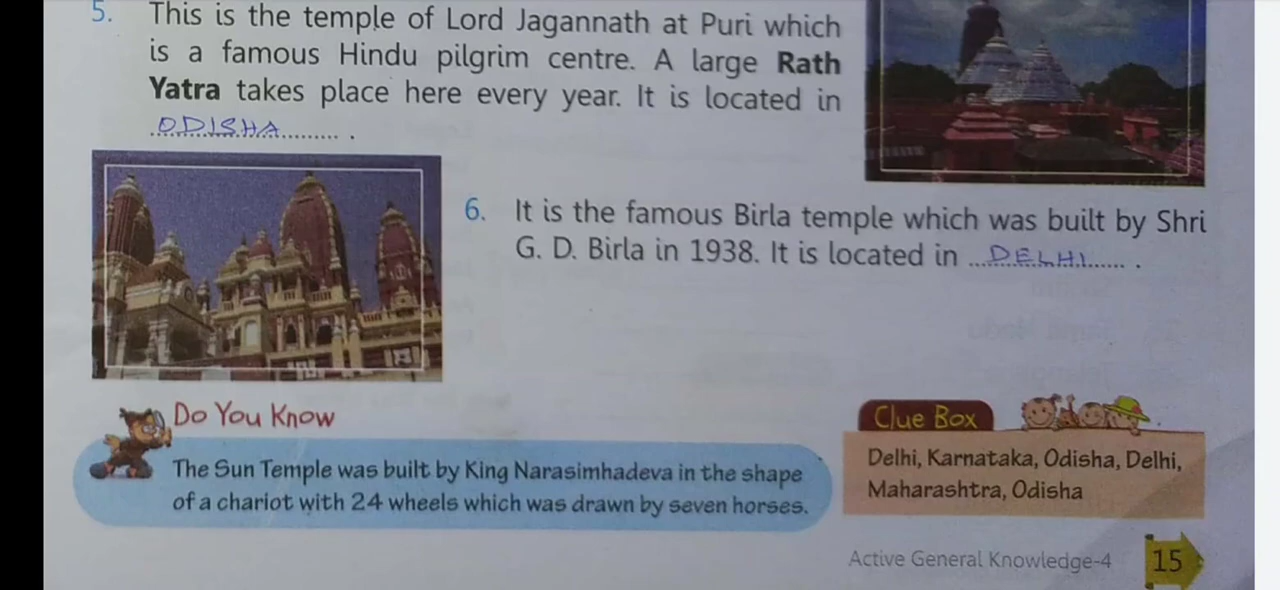 5. This is the temple of Lord Jagannath at Puri which
is a famous Hindu pilgrim centre. A large Rath
Yatra takes place here every year. It is located in
ODISHA .
6. It is the famous Birla temple which was built by Shri
G. D. Birla in 1938. It is located in DELHI .
Do You Know
The Sun Temple was built by King Narasimhadeva in the shape
of a chariot with 24 wheels which was drawn by seven horses.
Clue Box
Delhi, Karnataka, Odisha, Delhi,
Maharashtra, Odisha
Active General Knowledge-4 15